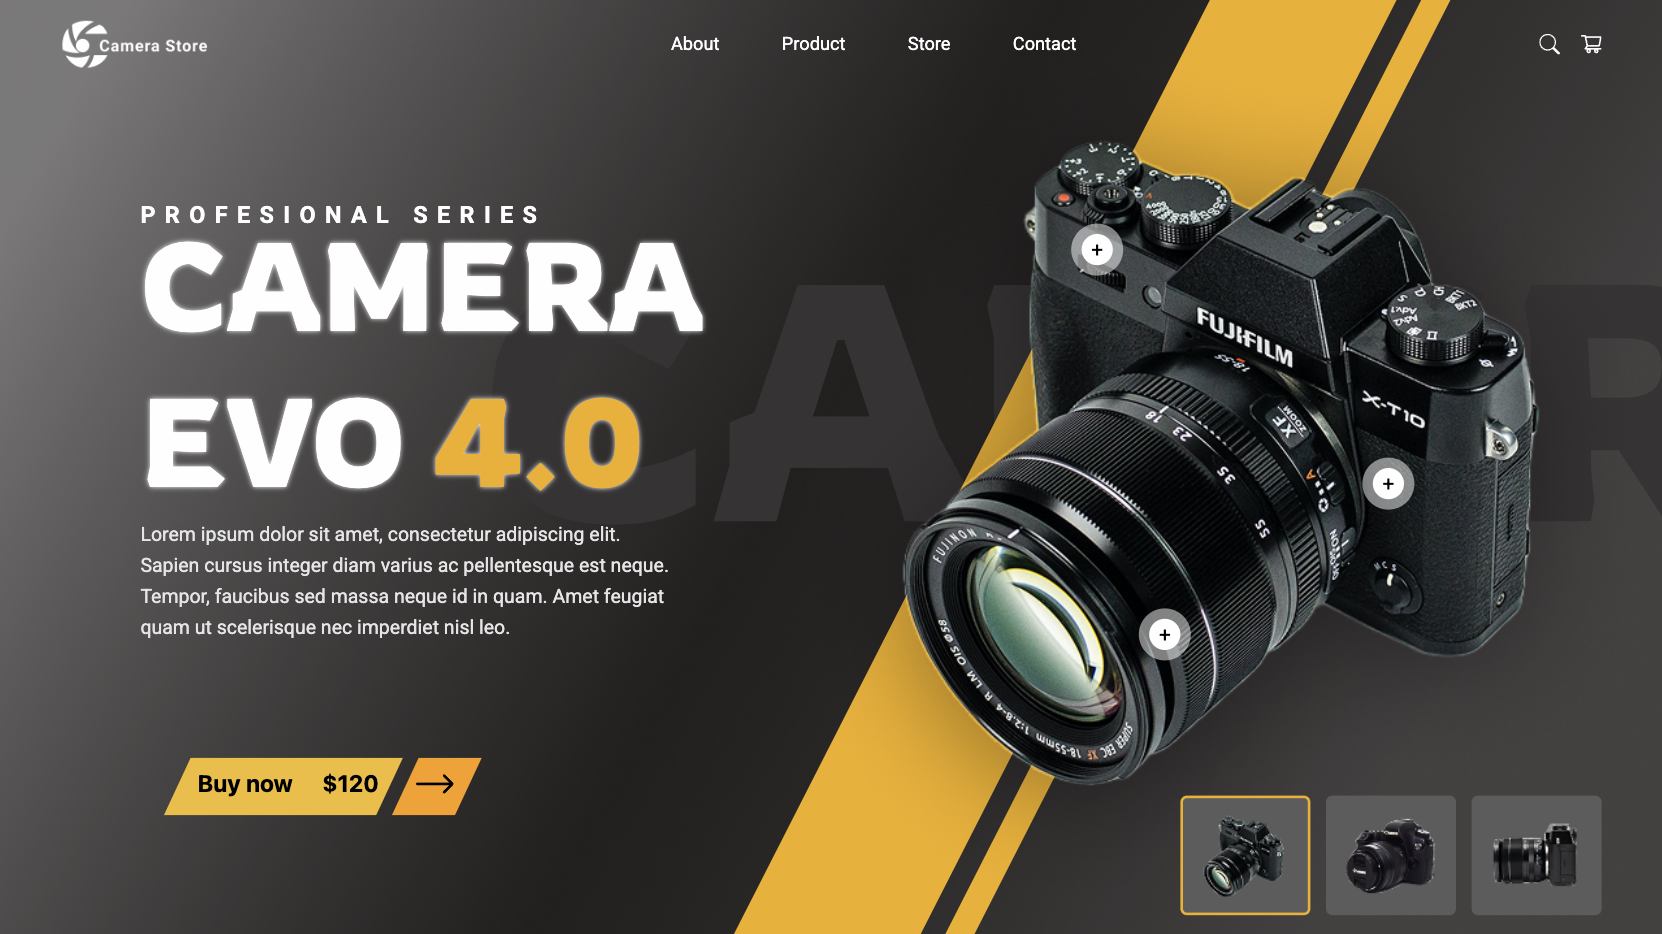 Camera Store
About
Product
Store
Contact
PROFESIONAL SERIES
CAMERA
EVO 4.0
Lorem ipsum dolor sit amet, consectetur adipiscing elit.
Sapien cursus integer diam varius ac pellentesque est neque.
Tempor, faucibus sed massa neque id in quam. Amet feugiat
quam ut scelerisque nec imperdiet nisl leo.
Buy now $120
FUJIFILM
X-T10
18-55
XF
ZOOM
18 23 35 55
FUJINON
SUPER EBC XF 18-55mm 1:2.8-4 R LM OIS Ø58
M C S